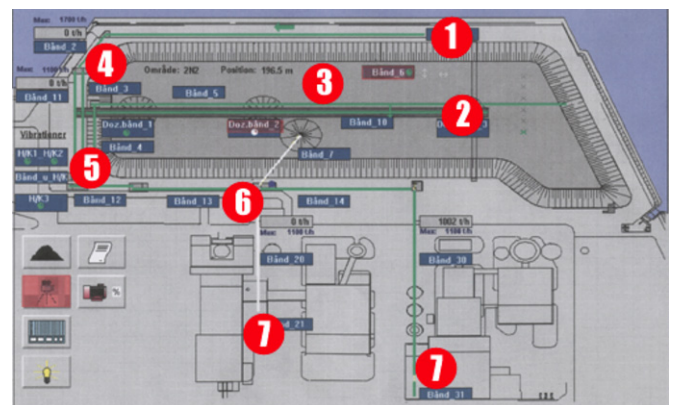 Max: 1700 t/h
0 t/h
Bånd_2
1
4
Max: 1100 t/h
Område: 2N2
Position: 196.5 m
3
Bånd_6
0 t/h
Bånd_3
Bånd_5
Bånd_11
2
Doz.bånd_1
Doz.bånd_2
Bånd_10
Vibrationer
Bånd_4
H/K1 H/K2
Bånd_7
5
Bånd_u_H/K
6
H/K3
Bånd_12
Bånd_13
Bånd_14
0 t/h
1002 t/h
Max: 1100 t/h
Max: 1100 t/h
Bånd_20
Bånd_30
%
7
7
Bånd_31